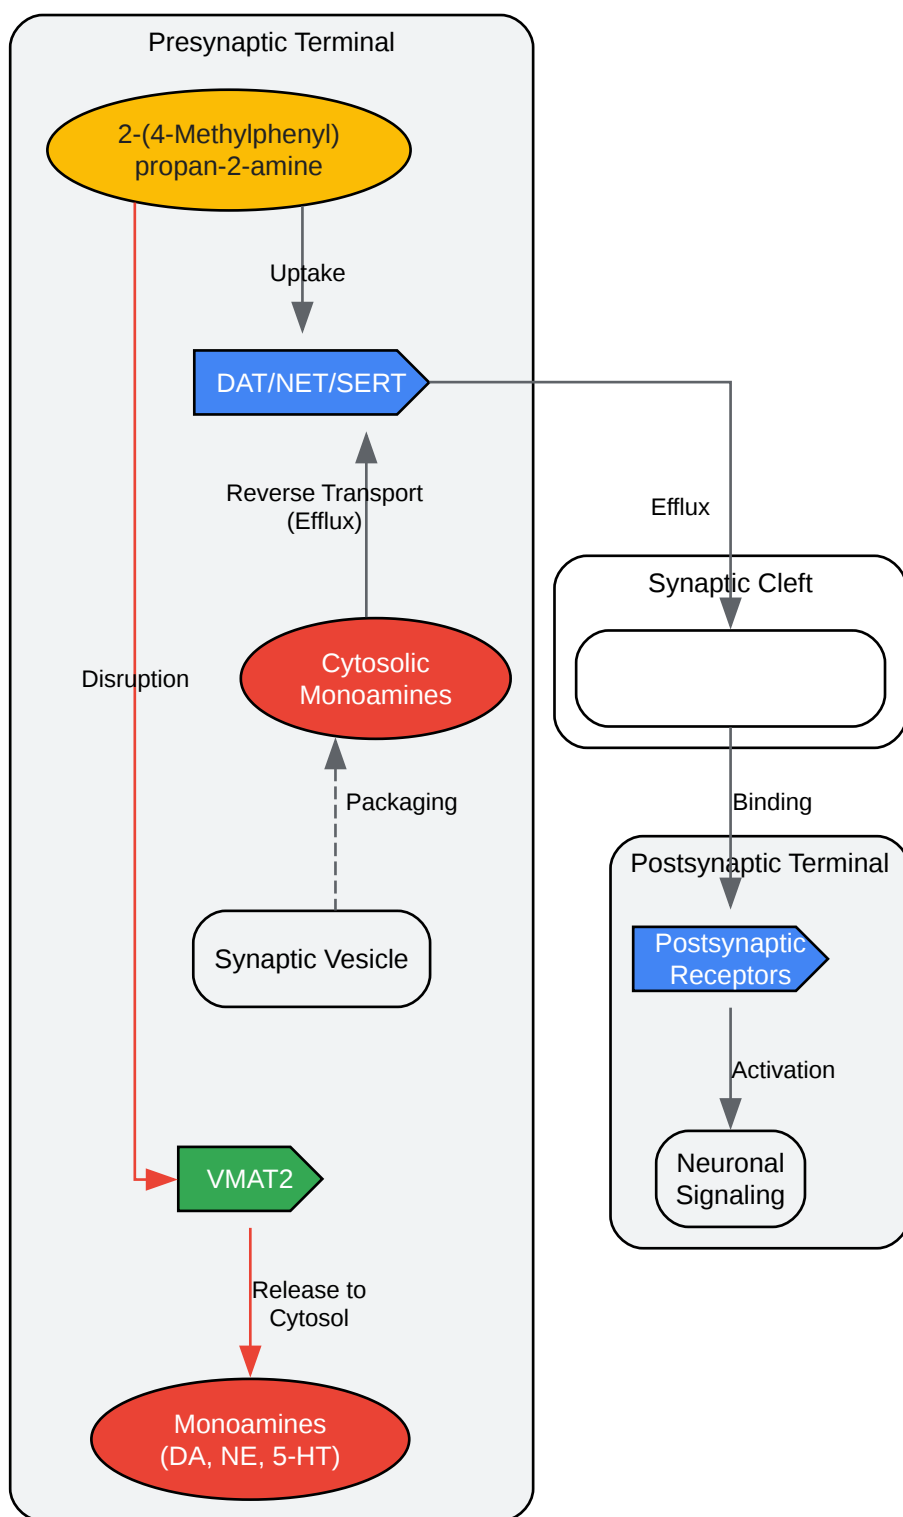 Presynaptic Terminal
2-(4-Methylphenyl)
propan-2-amine
Uptake
DAT/NET/SERT
Reverse Transport
(Efflux)
Efflux
Synaptic Cleft
Cytosolic
Monoamines
Disruption
Packaging
Binding
Postsynaptic Terminal
Synaptic Vesicle
Postsynaptic
Receptors
Activation
Neuronal
Signaling
VMAT2
Release to
Cytosol
Monoamines
(DA, NE, 5-HT)